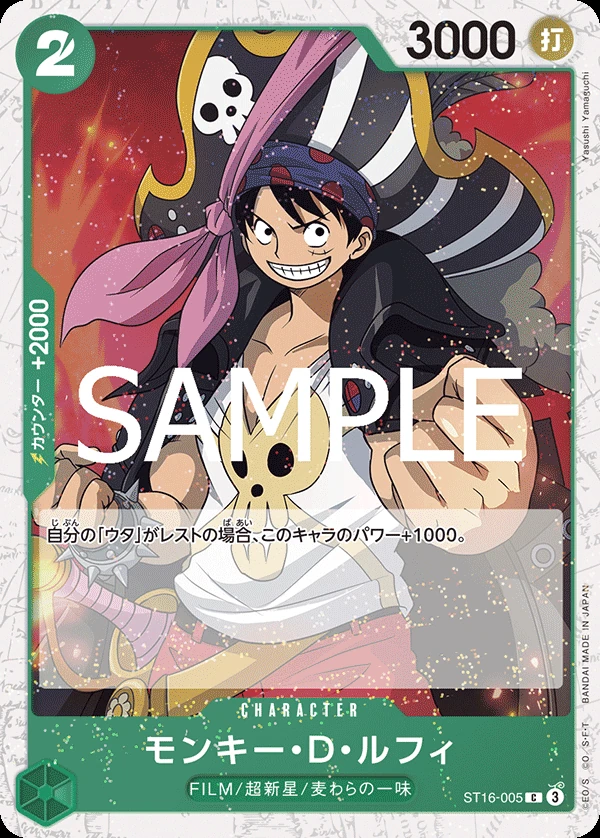 2
3000
打
Yasushi Yamasuchi
カウンター +2000
SAMPLE
自分の「ウタ」がレストの場合、このキャラのパワー+1000。
CHARACTER
モンキー・D・ルフィ
FILM/超新星/麦わらの一味
ST16-005 C 3
©E.O/S. ©O/S.・F・T BANDAI MADE IN JAPAN